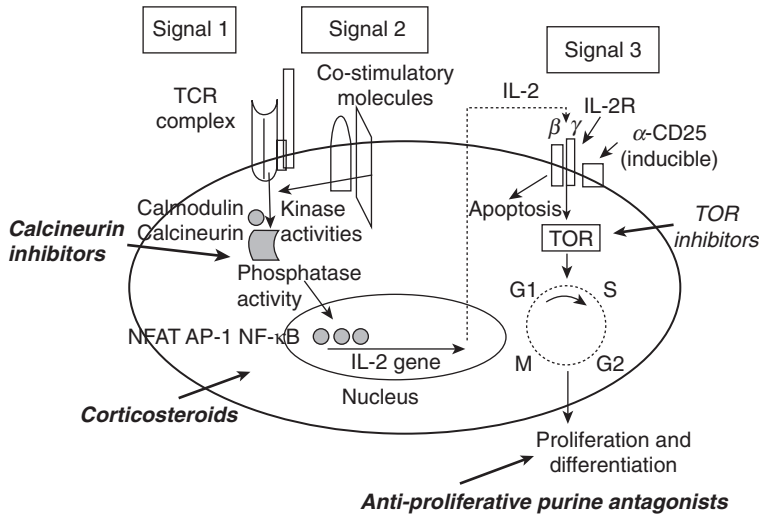 Signal 1
Signal 2
Signal 3
TCR
complex
Co-stimulatory
molecules
IL-2
IL-2R
β
γ
α-CD25
(inducible)
Calmodulin
Calcineurin
Kinase
activities
Apoptosis
TOR
TOR
inhibitors
Calcineurin
inhibitors
Phosphatase
activity
G1
S
M
G2
NFAT AP-1 NF-κB
IL-2 gene
Nucleus
Corticosteroids
Proliferation and
differentiation
Anti-proliferative purine antagonists